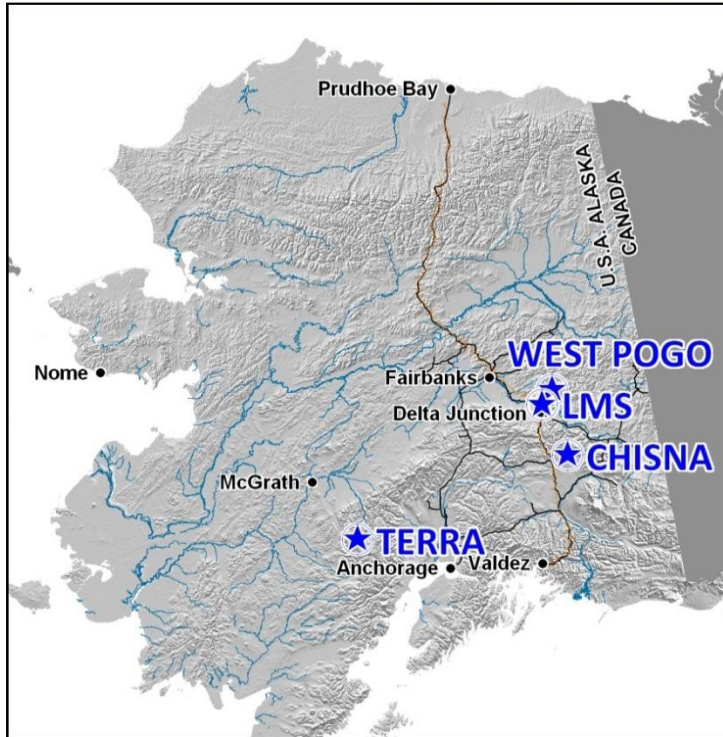 Prudhoe Bay
U.S.A. ALASKA
CANADA
WEST POGO
Nome
Fairbanks
LMS
Delta Junction
CHISNA
McGrath
TERRA
Anchorage
Valdez